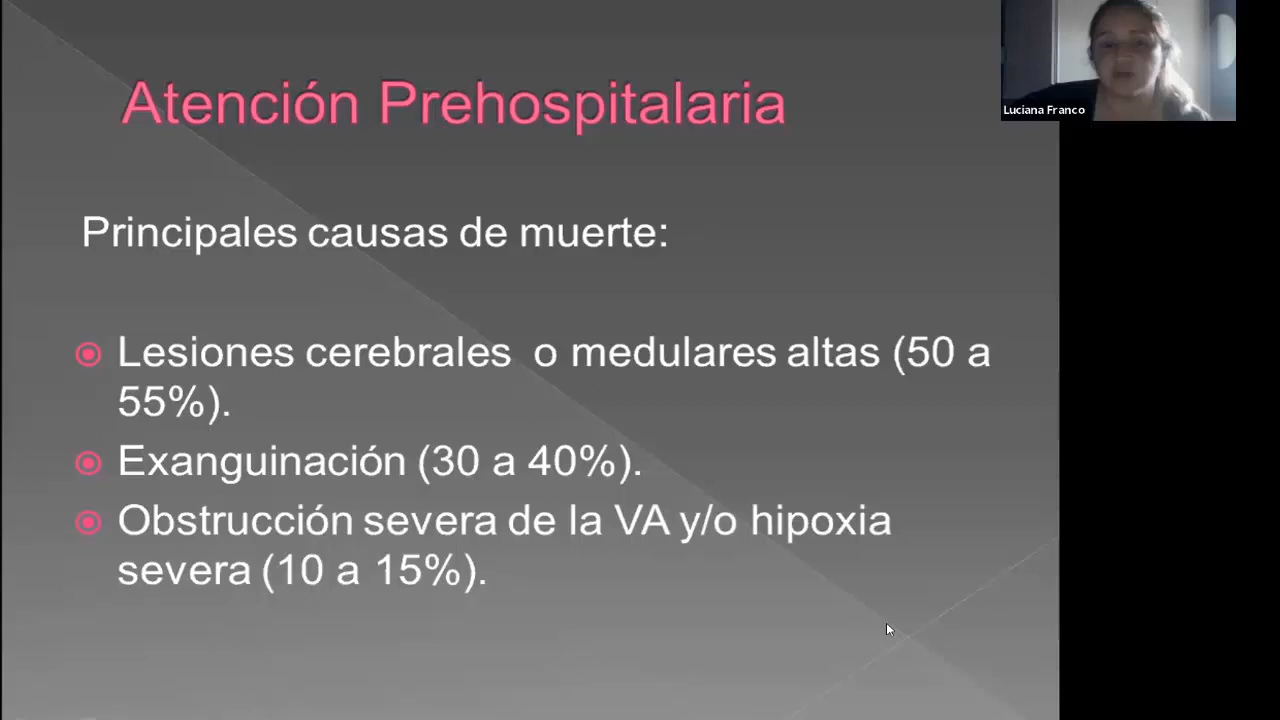 Atención Prehospitalaria
Luciana Franco
Principales causas de muerte:
Lesiones cerebrales o medulares altas (50 a
55%).
Exanguinación (30 a 40%).
Obstrucción severa de la VA y/o hipoxia
severa (10 a 15%).